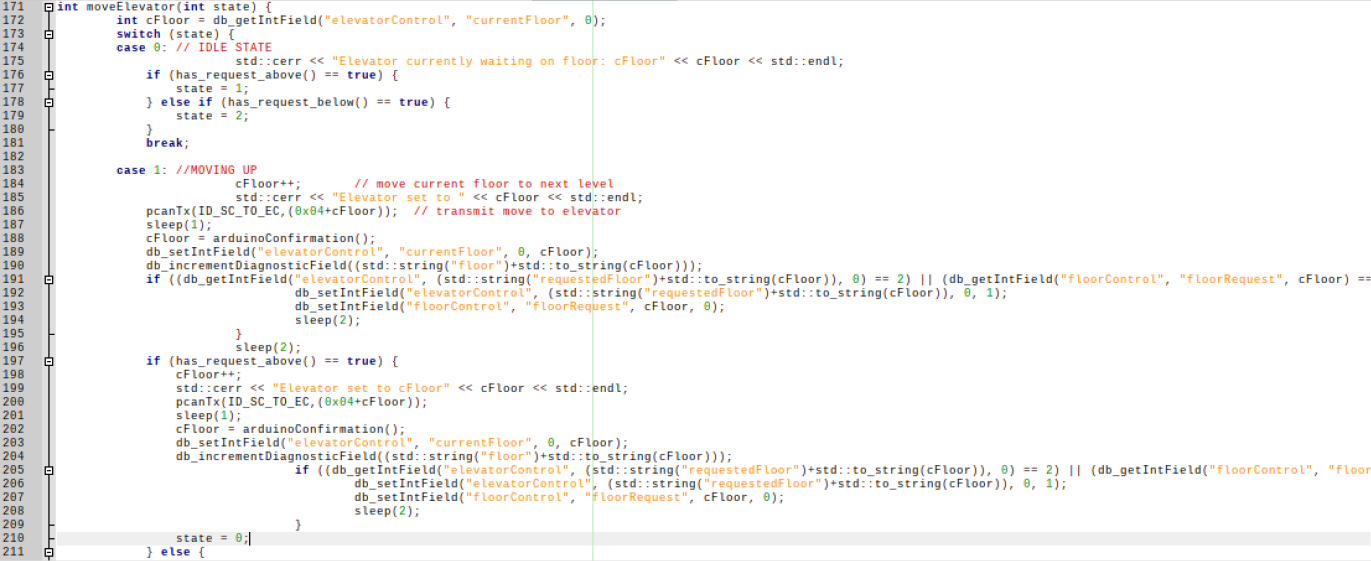 171 int moveElevator(int state) {
172 int cFloor = db_getIntField("elevatorControl", "currentFloor", 0);
173 switch (state) {
174 case 0: // IDLE STATE
175 std::cerr << "Elevator currently waiting on floor: cFloor" << cFloor << std::endl;
176 if (has_request_above() == true) {
177 state = 1;
178 } else if (has_request_below() == true) {
179 state = 2;
180 }
181 break;
182
183 case 1: //MOVING UP
184 cFloor++; // move current floor to next level
185 std::cerr << "Elevator set to " << cFloor << std::endl;
186 pcanTx(ID_SC_TO_EC,(0x04+cFloor)); // transmit move to elevator
187 sleep(1);
188 cFloor = arduinoConfirmation();
189 db_setIntField("elevatorControl", "currentFloor", 0, cFloor);
190 db_incrementDiagnosticField((std::string("floor")+std::to_string(cFloor)));
191 if ((db_getIntField("elevatorControl", (std::string("requestedFloor")+std::to_string(cFloor)), 0) == 2) || (db_getIntField("floorControl", "floorRequest", cFloor) ==
192 db_setIntField("elevatorControl", (std::string("requestedFloor")+std::to_string(cFloor)), 0, 1);
193 db_setIntField("floorControl", "floorRequest", cFloor, 0);
194 sleep(2);
195 }
196 sleep(2);
197 if (has_request_above() == true) {
198 cFloor++;
199 std::cerr << "Elevator set to cFloor" << cFloor << std::endl;
200 pcanTx(ID_SC_TO_EC,(0x04+cFloor));
201 sleep(1);
202 cFloor = arduinoConfirmation();
203 db_setIntField("elevatorControl", "currentFloor", 0, cFloor);
204 db_incrementDiagnosticField((std::string("floor")+std::to_string(cFloor)));
205 if ((db_getIntField("elevatorControl", (std::string("requestedFloor")+std::to_string(cFloor)), 0) == 2) || (db_getIntField("floorControl", "floor
206 db_setIntField("elevatorControl", (std::string("requestedFloor")+std::to_string(cFloor)), 0, 1);
207 db_setIntField("floorControl", "floorRequest", cFloor, 0);
208 sleep(2);
209 }
210 state = 0;
211 } else {